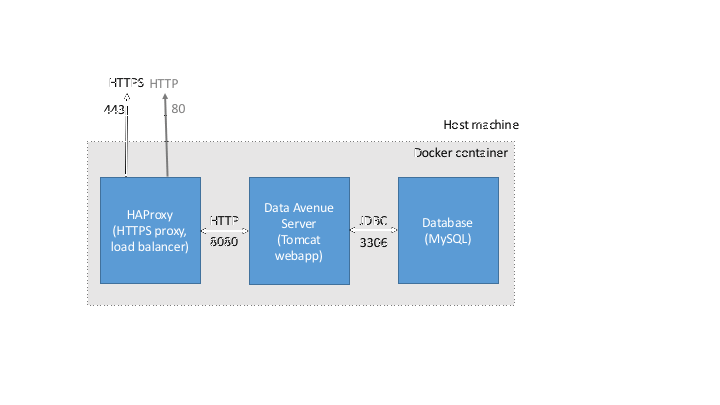 HTTPS HTTP
443 80
Host machine
Docker container
HAProxy
(HTTPS proxy,
load balancer)
HTTP
8080
Data Avenue
Server
(Tomcat
webapp)
JDBC
3306
Database
(MySQL)